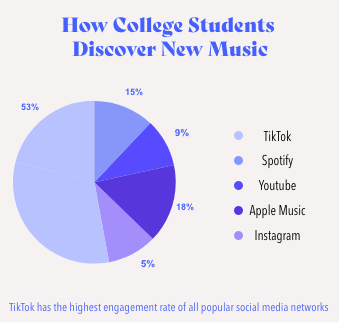 How College Students
Discover New Music
53%
15%
9%
18%
5%
TikTok
Spotify
Youtube
Apple Music
Instagram
TikTok has the highest engagement rate of all popular social media networks